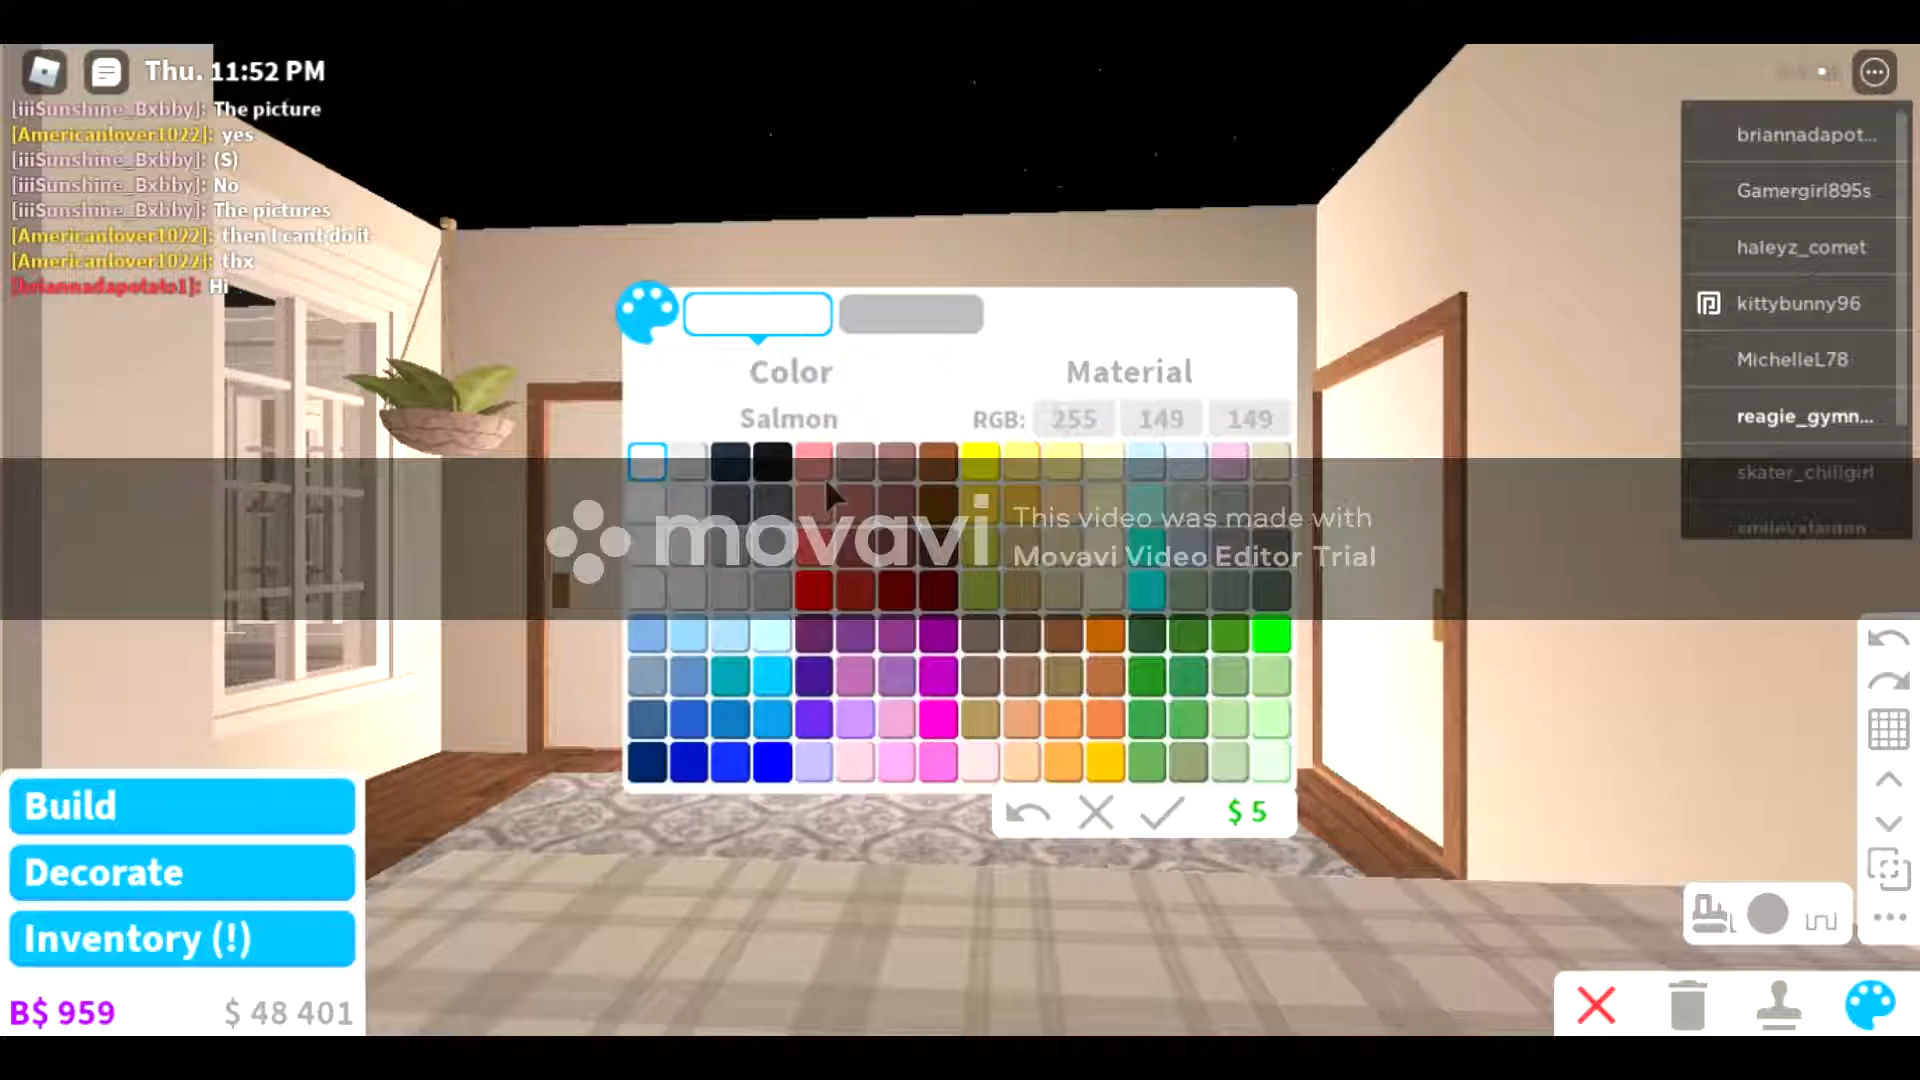 Thu. 11:52 PM
[iiiSunshine_Bxbby]: The picture
[Americanlover1022]: yes
[iiiSunshine_Bxbby]: (S)
[iiiSunshine_Bxbby]: No
[iiiSunshine_Bxbby]: The pictures
[Americanlover1022]: then I cant do it
[Americanlover1022]: thx
[briannadapotato1]: Hi
briannadapot...
Gamergirl895s
haleyz_comet
kittybunny96
MichelleL78
reagie_gymn...
skater_chillgirl
Color
Material
Salmon
RGB: 255 149 149
movavi
This video was made with
Movavi Video Editor Trial
$ 5
Build
Decorate
Inventory (!)
B$ 959
$ 48 401